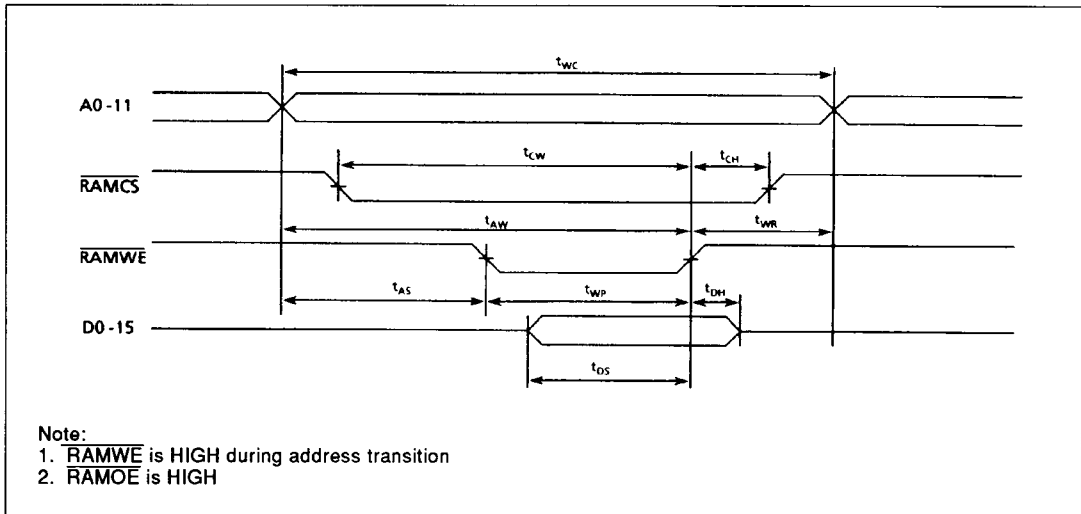 tWC
A0-11
tCW
tCH
RAMCS
tAW
tWR
RAMWE
tAS
tWP
tDH
D0-15
tDS
Note:
1. RAMWE is HIGH during address transition
2. RAMOE is HIGH